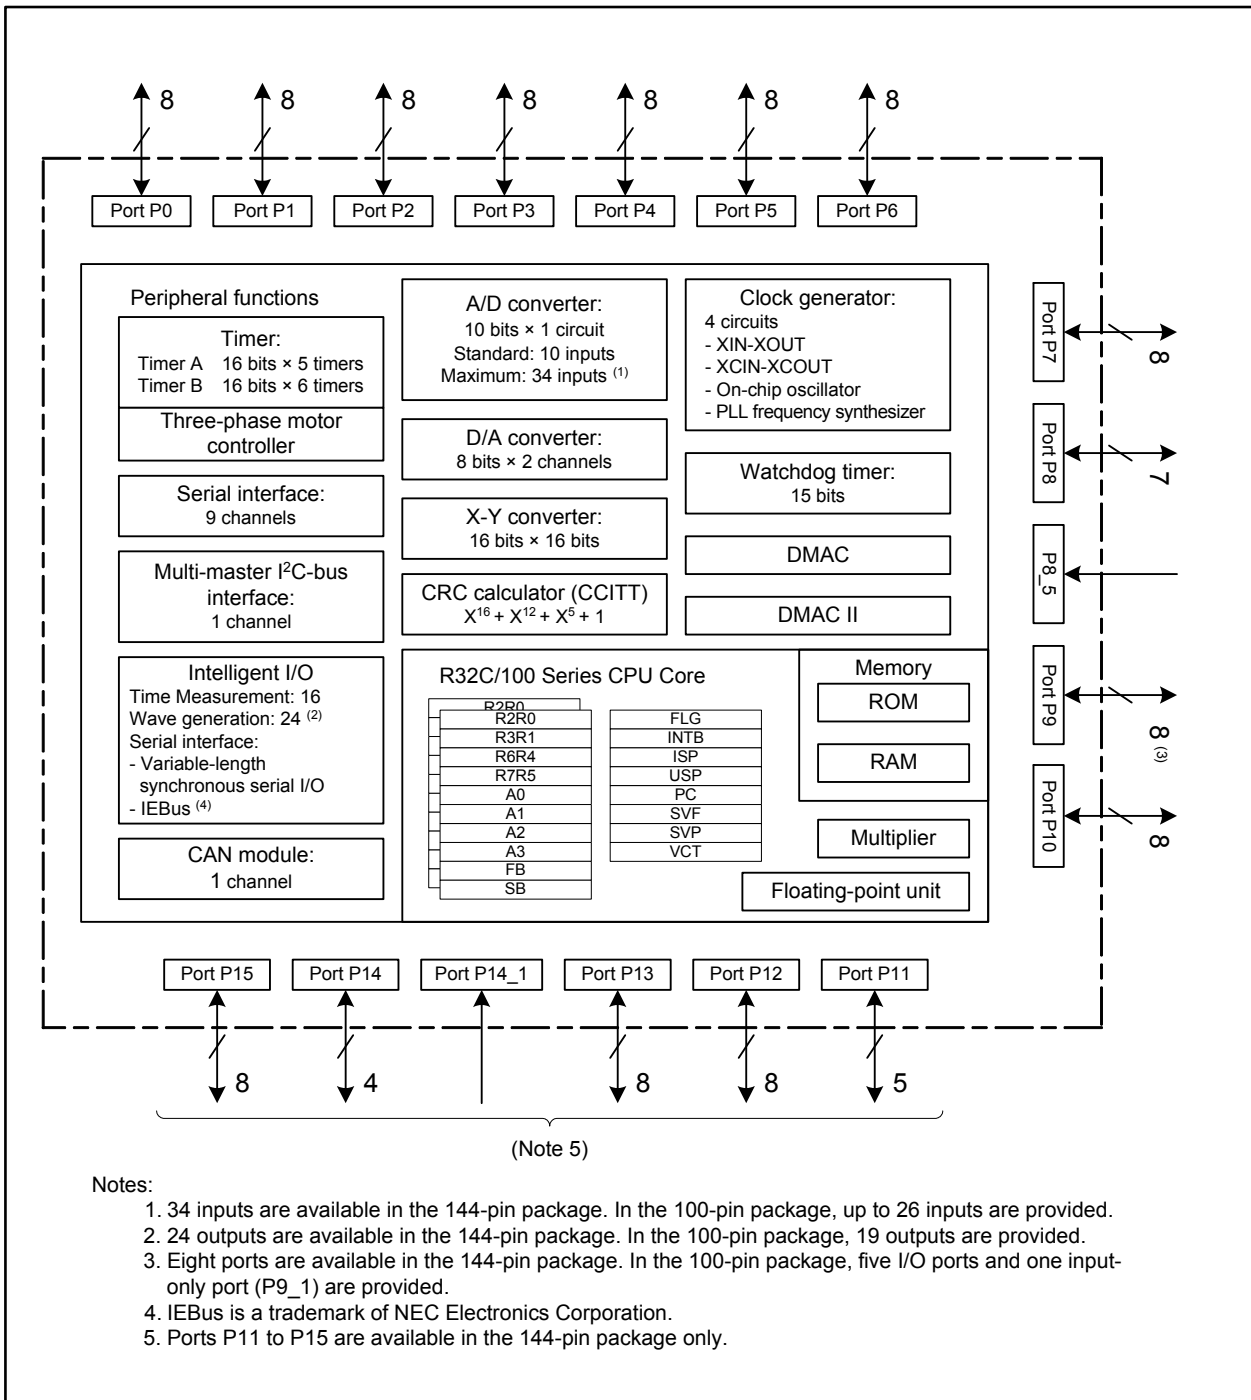 8 8 8 8 8 8 8
Port P0 Port P1 Port P2 Port P3 Port P4 Port P5 Port P6
Peripheral functions
Timer:
Timer A 16 bits × 5 timers
Timer B 16 bits × 6 timers
Three-phase motor
controller
Serial interface:
9 channels
Multi-master I²C-bus
interface:
1 channel
Intelligent I/O
Time Measurement: 16
Wave generation: 24 (2)
Serial interface:
- Variable-length
synchronous serial I/O
- IEBus (4)
CAN module:
1 channel
A/D converter:
10 bits × 1 circuit
Standard: 10 inputs
Maximum: 34 inputs (1)
D/A converter:
8 bits × 2 channels
X-Y converter:
16 bits × 16 bits
CRC calculator (CCITT)
X¹⁶ + X¹² + X⁵ + 1
Clock generator:
4 circuits
- XIN-XOUT
- XCIN-XCOUT
- On-chip oscillator
- PLL frequency synthesizer
Watchdog timer:
15 bits
DMAC
DMAC II
R32C/100 Series CPU Core
R2R0
R2R0
R3R1
R6R4
R7R5
A0
A1
A2
A3
FB
SB
FLG
INTB
ISP
USP
PC
SVF
SVP
VCT
Memory
ROM
RAM
Multiplier
Floating-point unit
Port P7
8
Port P8
7
P8_5
Port P9
8 (3)
Port P10
8
Port P15 Port P14 Port P14_1 Port P13 Port P12 Port P11
8 4 8 8 5
(Note 5)
Notes:
1. 34 inputs are available in the 144-pin package. In the 100-pin package, up to 26 inputs are provided.
2. 24 outputs are available in the 144-pin package. In the 100-pin package, 19 outputs are provided.
3. Eight ports are available in the 144-pin package. In the 100-pin package, five I/O ports and one input-
only port (P9_1) are provided.
4. IEBus is a trademark of NEC Electronics Corporation.
5. Ports P11 to P15 are available in the 144-pin package only.